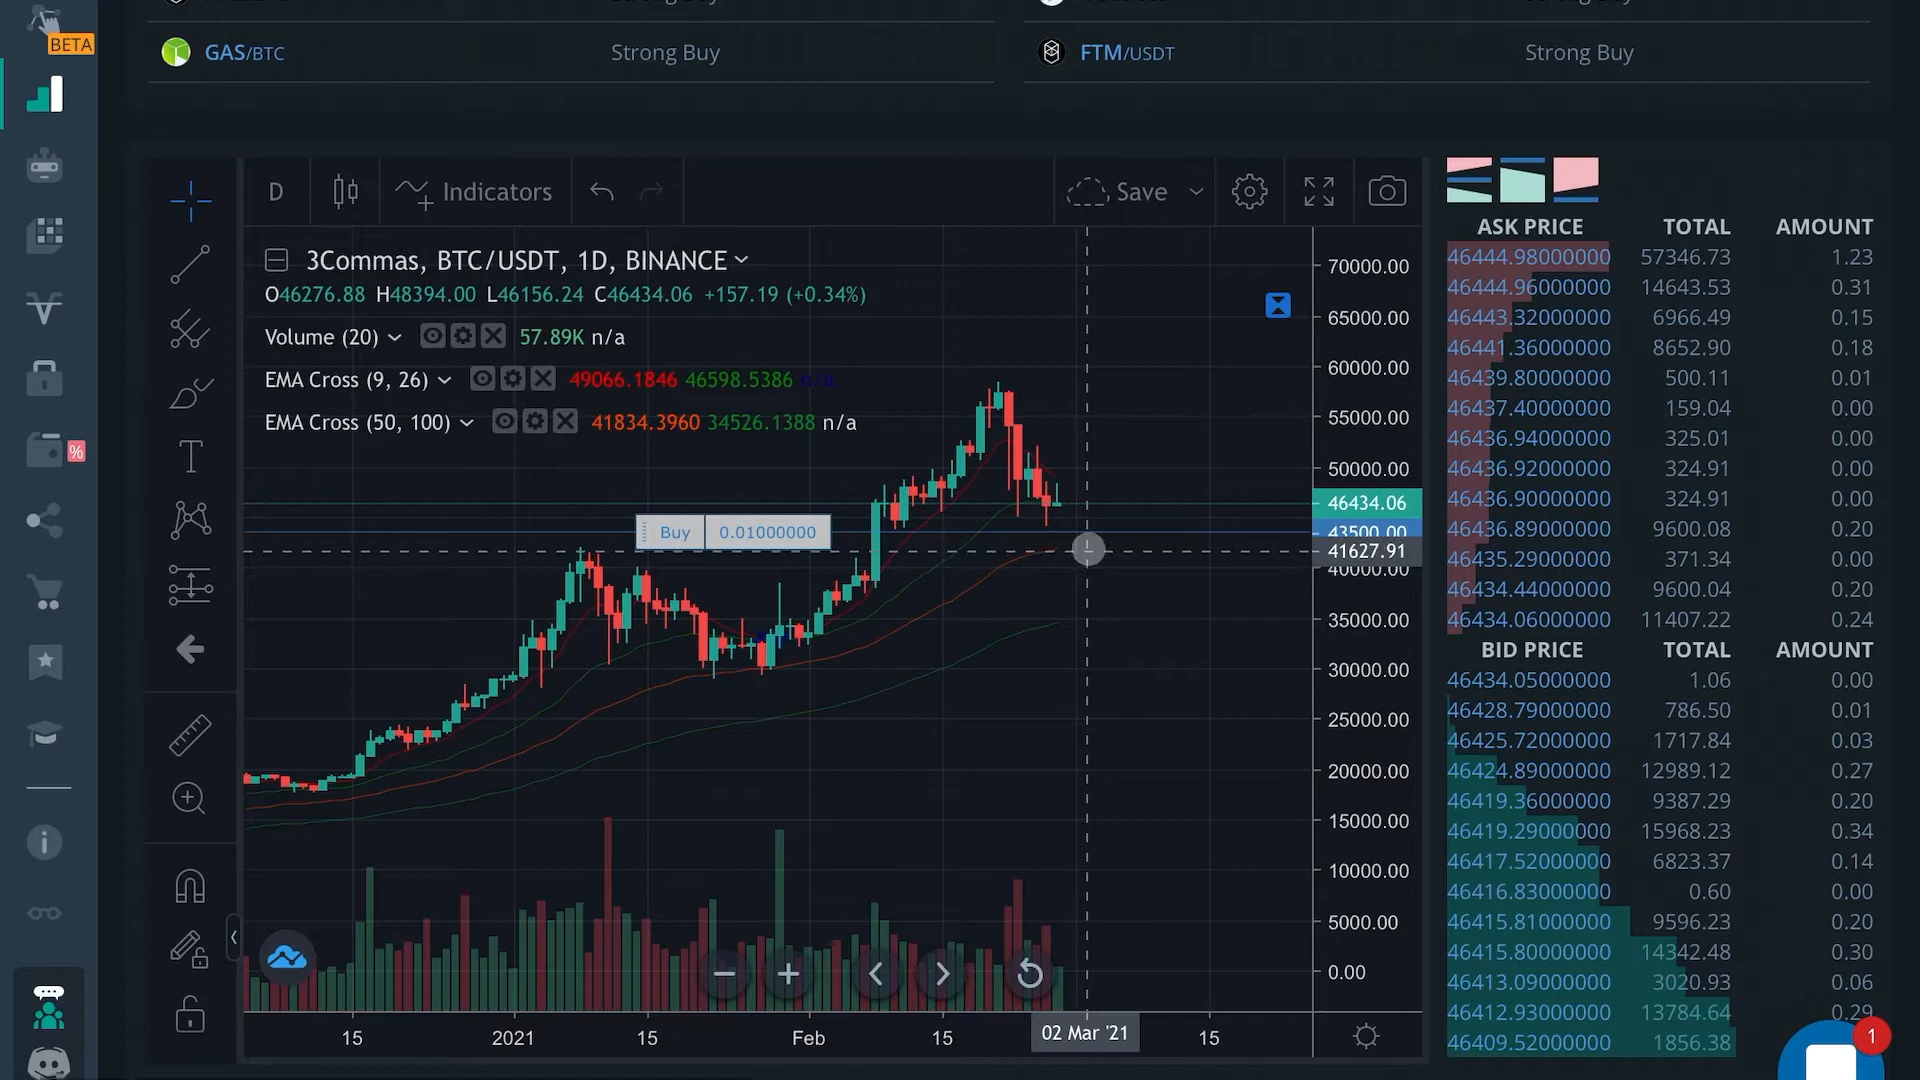 BETA
GAS/BTC Strong Buy FTM/USDT Strong Buy
D Indicators Save
3Commas, BTC/USDT, 1D, BINANCE
O46276.88 H48394.00 L46156.24 C46434.06 +157.19 (+0.34%)
Volume (20) 57.89K n/a
EMA Cross (9, 26) 49066.1846 46598.5386 n/a
EMA Cross (50, 100) 41834.3960 34526.1388 n/a
Buy 0.01000000
70000.00
65000.00
60000.00
55000.00
50000.00
46434.06
43500.00
41627.91
40000.00
35000.00
30000.00
25000.00
20000.00
15000.00
10000.00
5000.00
0.00
15 2021 15 Feb 15 02 Mar '21 15
%
T
ASK PRICE TOTAL AMOUNT
46444.98000000 57346.73 1.23
46444.96000000 14643.53 0.31
46443.32000000 6966.49 0.15
46441.36000000 8652.90 0.18
46439.80000000 500.11 0.01
46437.40000000 159.04 0.00
46436.94000000 325.01 0.00
46436.92000000 324.91 0.00
46436.90000000 324.91 0.00
46436.89000000 9600.08 0.20
46435.29000000 371.34 0.00
46434.44000000 9600.04 0.20
46434.06000000 11407.22 0.24
BID PRICE TOTAL AMOUNT
46434.05000000 1.06 0.00
46428.79000000 786.50 0.01
46425.72000000 1717.84 0.03
46424.89000000 12989.12 0.27
46419.36000000 9387.29 0.20
46419.29000000 15968.23 0.34
46417.52000000 6823.37 0.14
46416.83000000 0.60 0.00
46415.81000000 9596.23 0.20
46415.80000000 14342.48 0.30
46413.09000000 3020.93 0.06
46412.93000000 13784.64 0.29
46409.52000000 1856.38
1